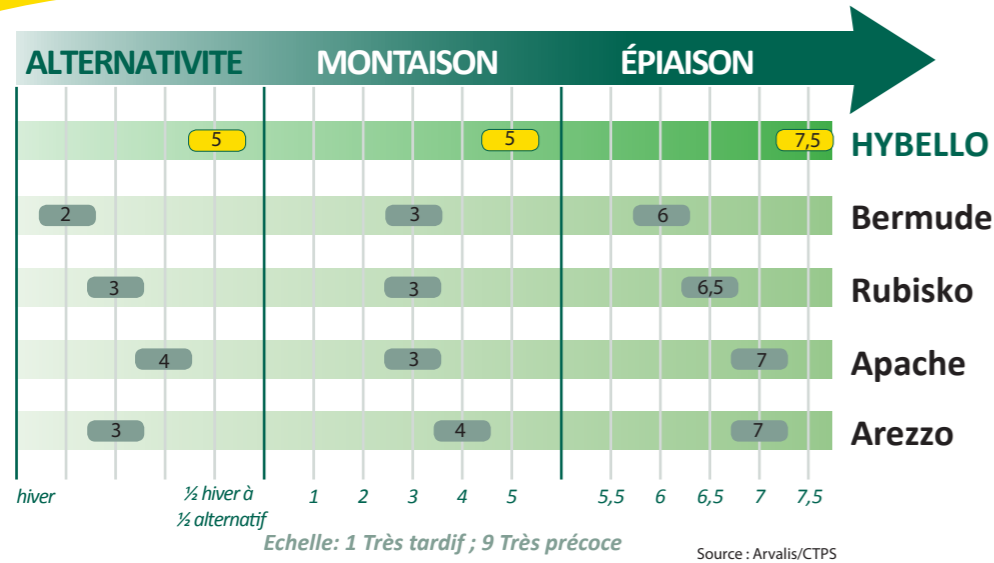 ALTERNATIVITE MONTAISON ÉPIAISON
5 5 7,5 HYBELLO
2 3 6 Bermude
3 3 6,5 Rubisko
4 3 7 Apache
3 4 7 Arezzo
hiver ½ hiver à 1 2 3 4 5 5,5 6 6,5 7 7,5
½ alternatif
Echelle: 1 Très tardif ; 9 Très précoce
Source : Arvalis/CTPS